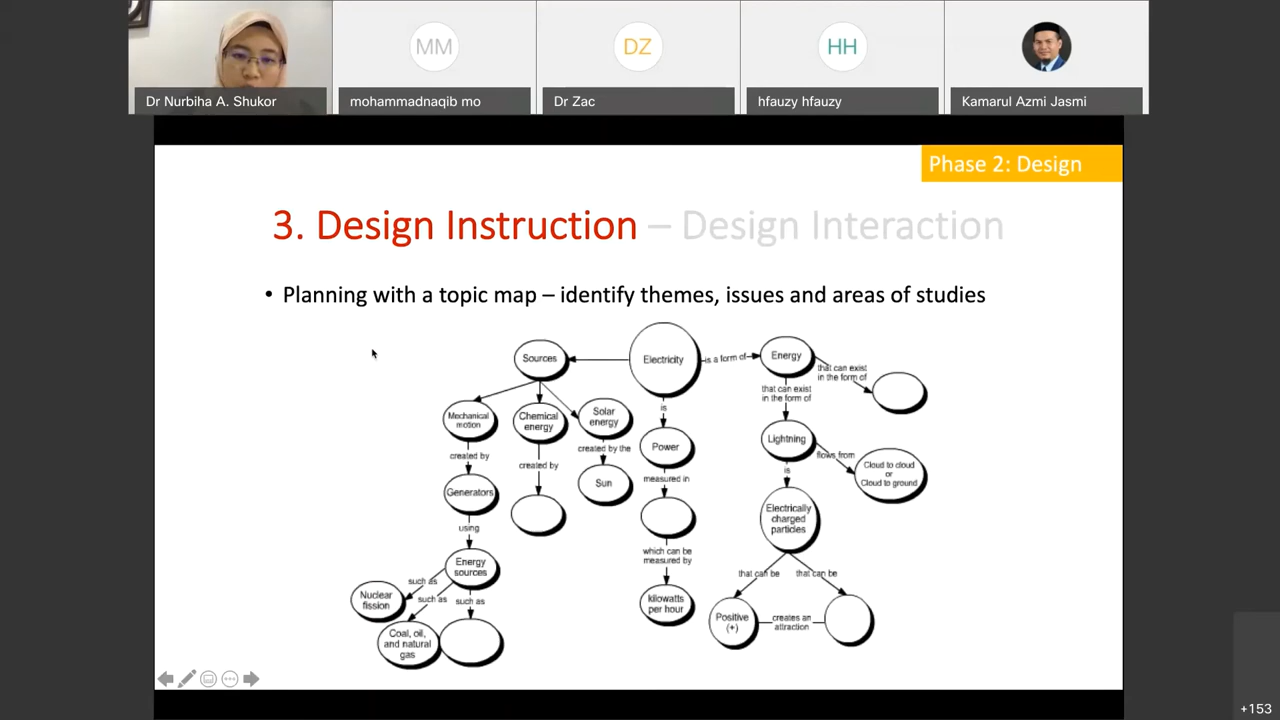 MM
DZ
HH
Dr Nurbiha A. Shukor
mohammadnaqib mo
Dr Zac
hfauzy hfauzy
Kamarul Azmi Jasmi
Phase 2: Design
3. Design Instruction – Design Interaction
• Planning with a topic map – identify themes, issues and areas of studies
Sources
Electricity
is a form of
Energy
that can exist
in the form of
that can exist
in the form of
Mechanical
motion
Chemical
energy
Solar
energy
is
created by
created by
created by the
Power
Lightning
flows from
Cloud to cloud
or
Cloud to ground
Generators
Sun
measured in
is
Electrically
charged
particles
using
which can be
measured by
Energy
sources
such as
such as
such as
that can be
that can be
Nuclear
fission
Coal, oil,
and natural
gas
kilowatts
per hour
Positive
(+)
creates an
attraction
+153